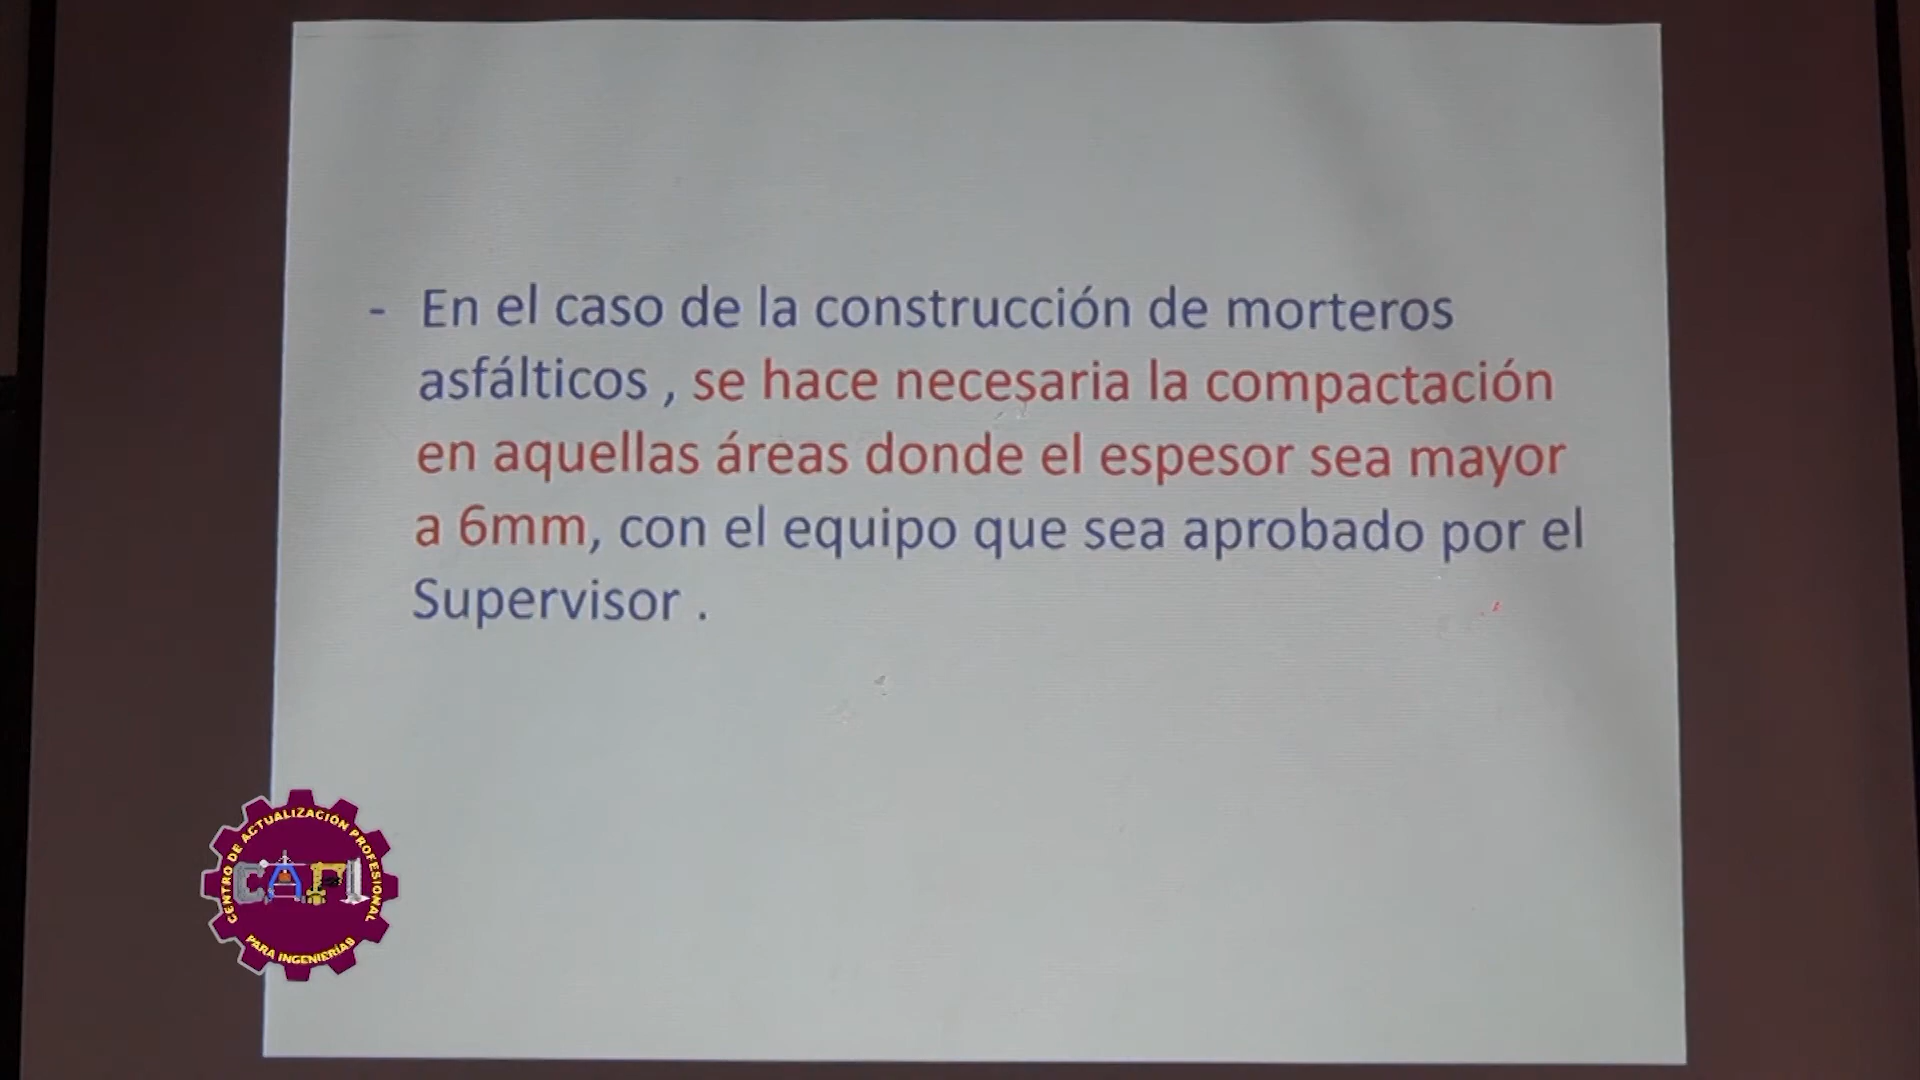 - En el caso de la construcción de morteros
asfálticos , se hace necesaria la compactación
en aquellas áreas donde el espesor sea mayor
a 6mm, con el equipo que sea aprobado por el
Supervisor .
CENTRO DE ACTUALIZACIÓN PROFESIONAL
CAPI
PARA INGENIERÍAS